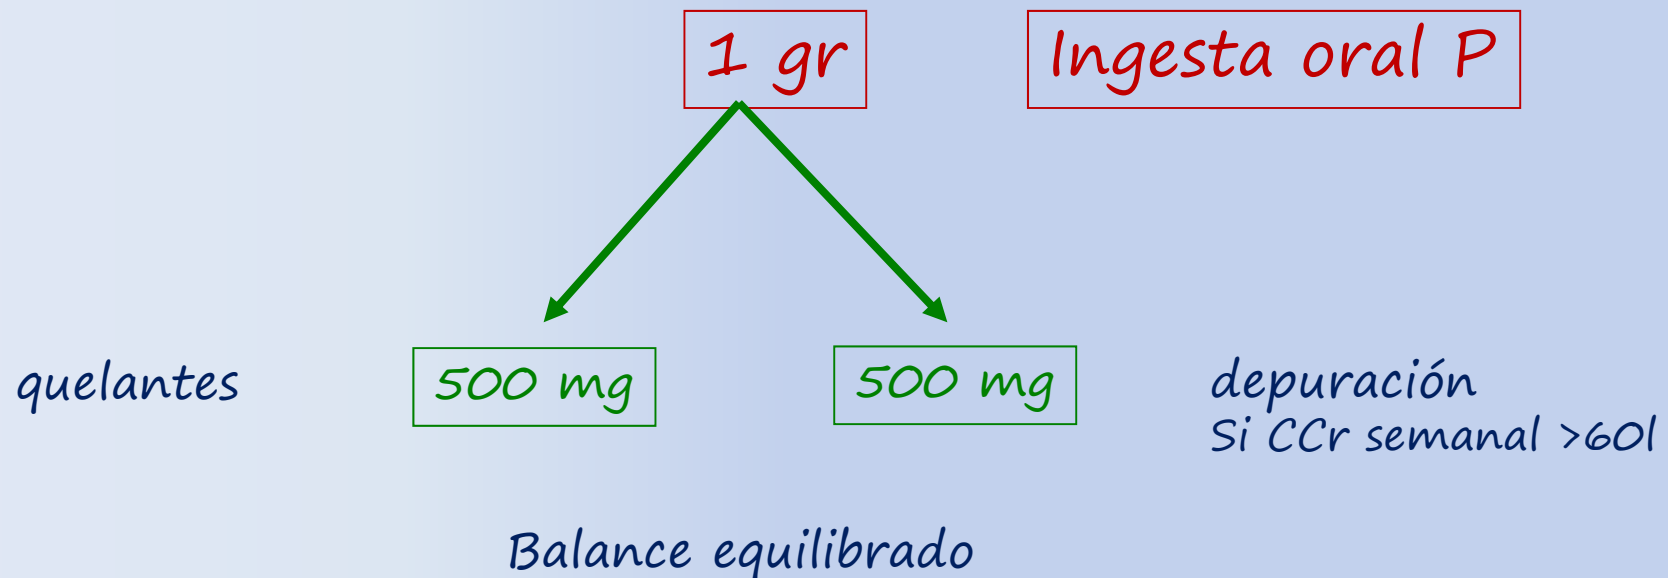 1 gr
Ingesta oral P
quelantes
500 mg
500 mg
depuración
Si CCr semanal >60l
Balance equilibrado